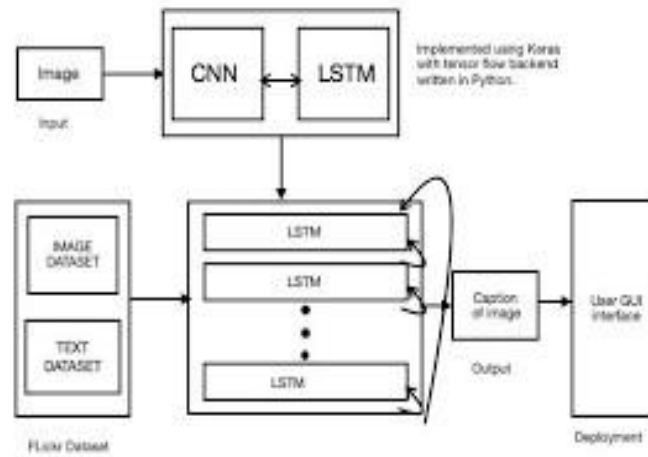 Image
Input
CNN
LSTM
Implemented using Keras
with tensor flow backend
written in Python.
IMAGE
DATASET
TEXT
DATASET
FLickr Dataset
LSTM
LSTM
LSTM
Caption
of image
Output
User GUI
interface
Deployment